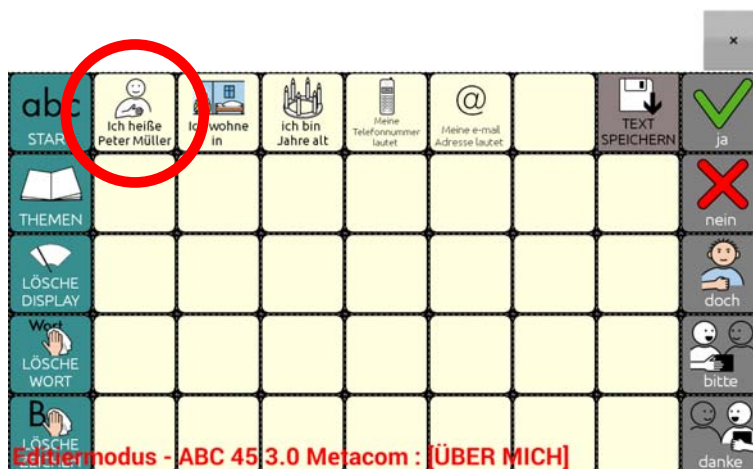 ×
abc
START
Ich heiße
Peter Müller
Ich wohne
in
ich bin
Jahre alt
Meine
Telefonnummer
lautet
@
Meine e-mail
Adresse lautet
TEXT
SPEICHERN
ja
THEMEN
nein
LÖSCHE
DISPLAY
doch
Wort
LÖSCHE
WORT
bitte
B
LÖSCHE
danke
Editiermodus - ABC 45 3.0 Metacom : [ÜBER MICH]